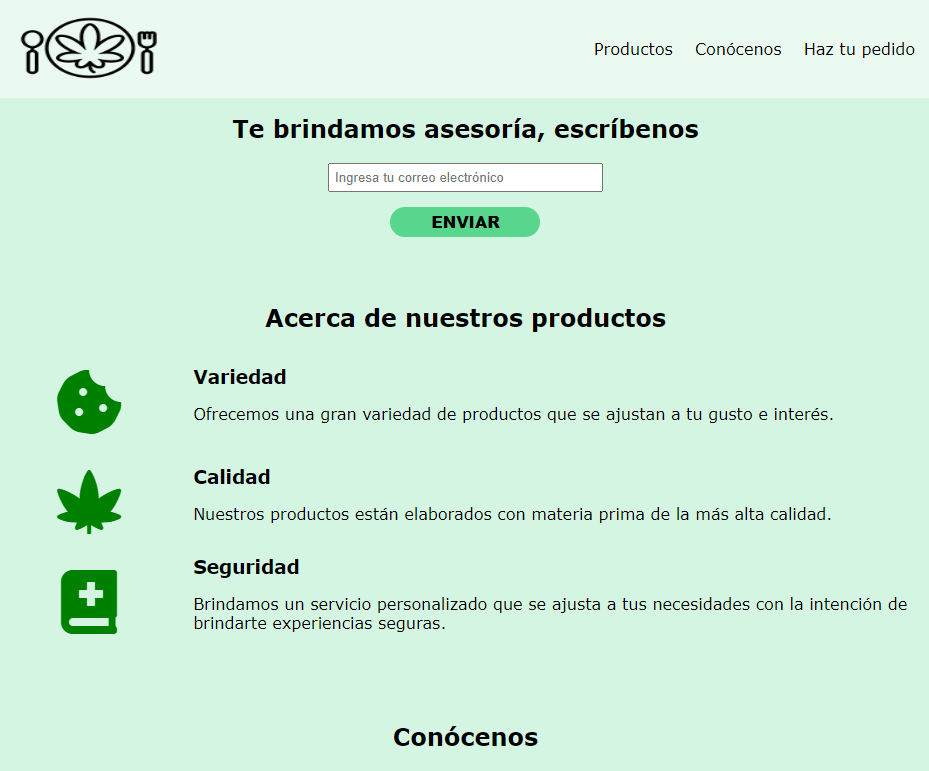 Productos Conócenos Haz tu pedido
Te brindamos asesoría, escríbenos
Ingresa tu correo electrónico
ENVIAR
Acerca de nuestros productos
Variedad
Ofrecemos una gran variedad de productos que se ajustan a tu gusto e interés.
Calidad
Nuestros productos están elaborados con materia prima de la más alta calidad.
Seguridad
Brindamos un servicio personalizado que se ajusta a tus necesidades con la intención de
brindarte experiencias seguras.
Conócenos